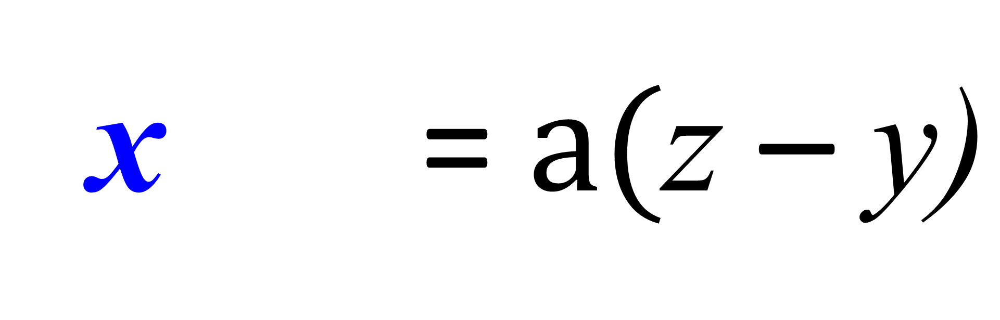 x = a(z − y)